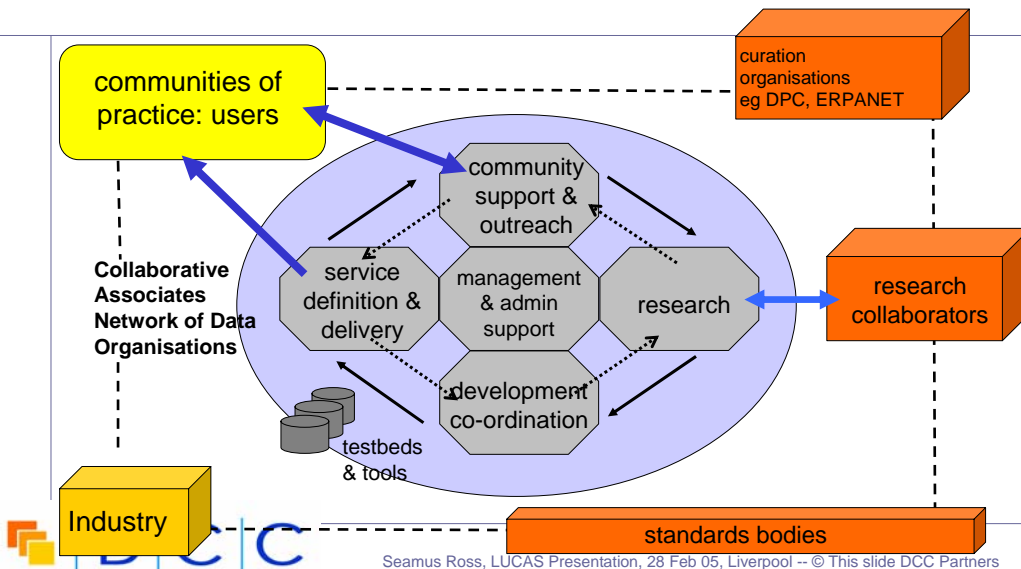 communities of
practice: users
curation
organisations
eg DPC, ERPANET
community
support &
outreach
Collaborative
Associates
Network of Data
Organisations
service
definition &
delivery
management
& admin
support
research
research
collaborators
development
co-ordination
testbeds
& tools
Industry
standards bodies
D|C|C
Seamus Ross, LUCAS Presentation, 28 Feb 05, Liverpool -- © This slide DCC Partners